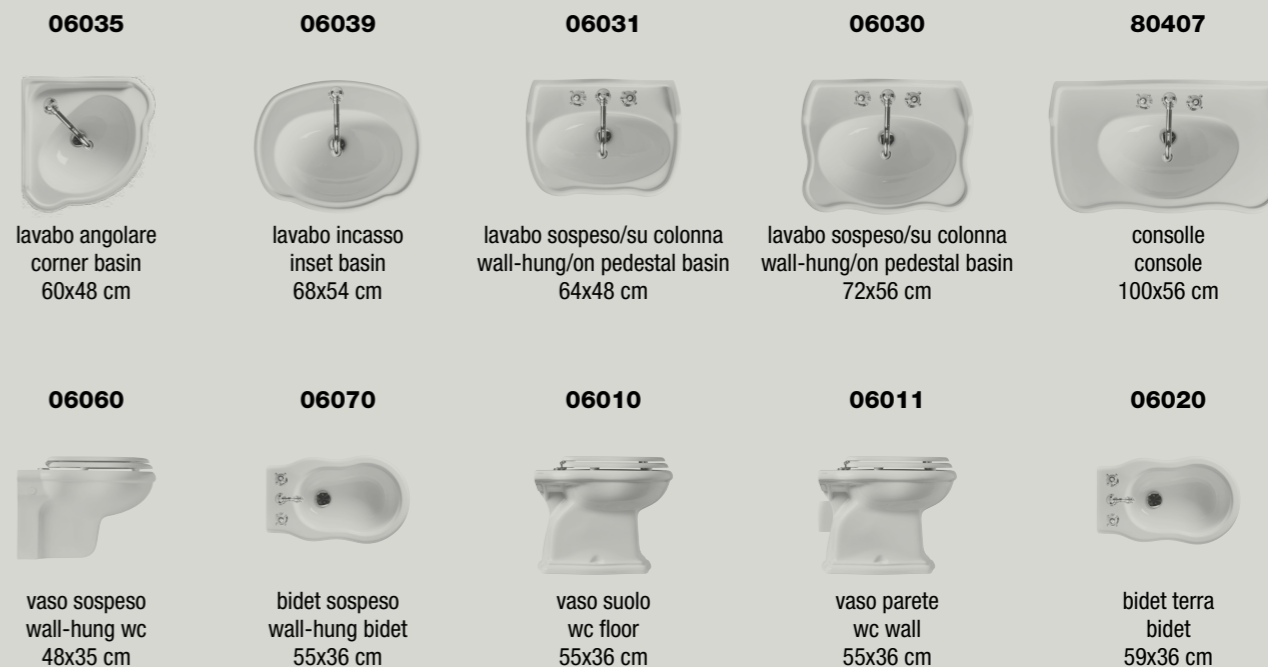 06035
lavabo angolare
corner basin
60x48 cm
06039
lavabo incasso
inset basin
68x54 cm
06031
lavabo sospeso/su colonna
wall-hung/on pedestal basin
64x48 cm
06030
lavabo sospeso/su colonna
wall-hung/on pedestal basin
72x56 cm
80407
consolle
console
100x56 cm
06060
vaso sospeso
wall-hung wc
48x35 cm
06070
bidet sospeso
wall-hung bidet
55x36 cm
06010
vaso suolo
wc floor
55x36 cm
06011
vaso parete
wc wall
55x36 cm
06020
bidet terra
bidet
59x36 cm